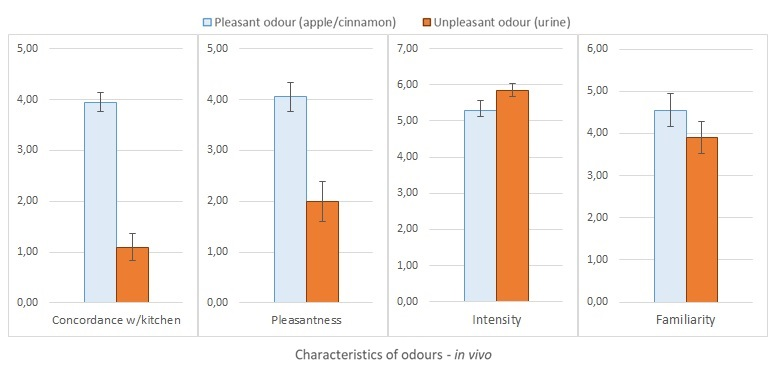 Pleasant odour (apple/cinnamon) Unpleasant odour (urine)
5,00 5,00 7,00 6,00
4,00 4,00 6,00 5,00
3,00 3,00 5,00 4,00
2,00 2,00 4,00 3,00
1,00 1,00 3,00 2,00
0,00 0,00 2,00 1,00
1,00 0,00
0,00
Concordance w/kitchen Pleasantness Intensity Familiarity
Characteristics of odours - in vivo